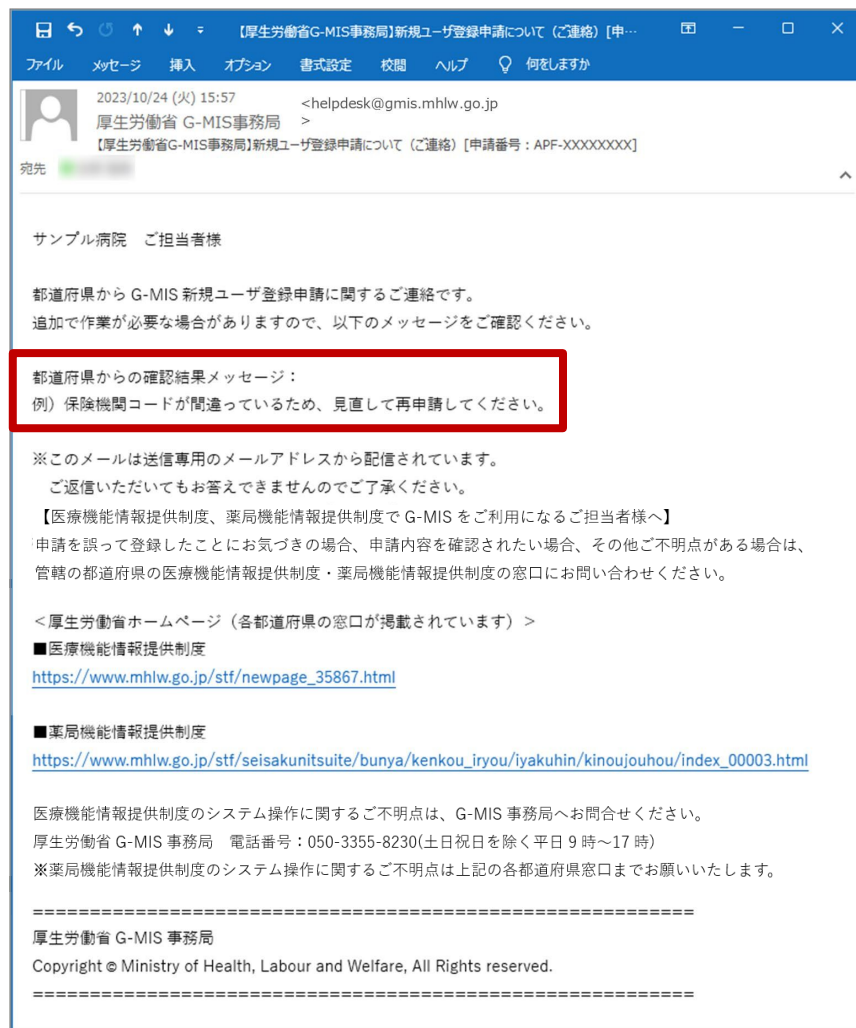 【厚生労働省G-MIS事務局】新規ユーザ登録申請について（ご連絡）[申…
ファイル メッセージ 挿入 オプション 書式設定 校閲 ヘルプ 何をしますか
2023/10/24 (火) 15:57
厚生労働省 G-MIS事務局
<helpdesk@gmis.mhlw.go.jp
>
【厚生労働省G-MIS事務局】新規ユーザ登録申請について（ご連絡）[申請番号：APF-XXXXXXXX]
宛先
サンプル病院　ご担当者様
都道府県から G-MIS 新規ユーザ登録申請に関するご連絡です。
追加で作業が必要な場合がありますので、以下のメッセージをご確認ください。
都道府県からの確認結果メッセージ：
例）保険機関コードが間違っているため、見直して再申請してください。
※このメールは送信専用のメールアドレスから配信されています。
ご返信いただいてもお答えできませんのでご了承ください。
【医療機能情報提供制度、薬局機能情報提供制度で G-MIS をご利用になるご担当者様へ】
申請を誤って登録したことにお気づきの場合、申請内容を確認されたい場合、その他ご不明点がある場合は、
管轄の都道府県の医療機能情報提供制度・薬局機能情報提供制度の窓口にお問い合わせください。
＜厚生労働省ホームページ（各都道府県の窓口が掲載されています）＞
■医療機能情報提供制度
https://www.mhlw.go.jp/stf/newpage_35867.html
■薬局機能情報提供制度
https://www.mhlw.go.jp/stf/seisakunitsuite/bunya/kenkou_iryou/iyakuhin/kinoujouhou/index_00003.html
医療機能情報提供制度のシステム操作に関するご不明点は、G-MIS 事務局へお問合せください。
厚生労働省 G-MIS 事務局　電話番号：050-3355-8230(土日祝日を除く平日 9 時～17 時)
※薬局機能情報提供制度のシステム操作に関するご不明点は上記の各都道府県窓口までお願いいたします。
==========================================================
厚生労働省 G-MIS 事務局
Copyright © Ministry of Health, Labour and Welfare, All Rights reserved.
==========================================================